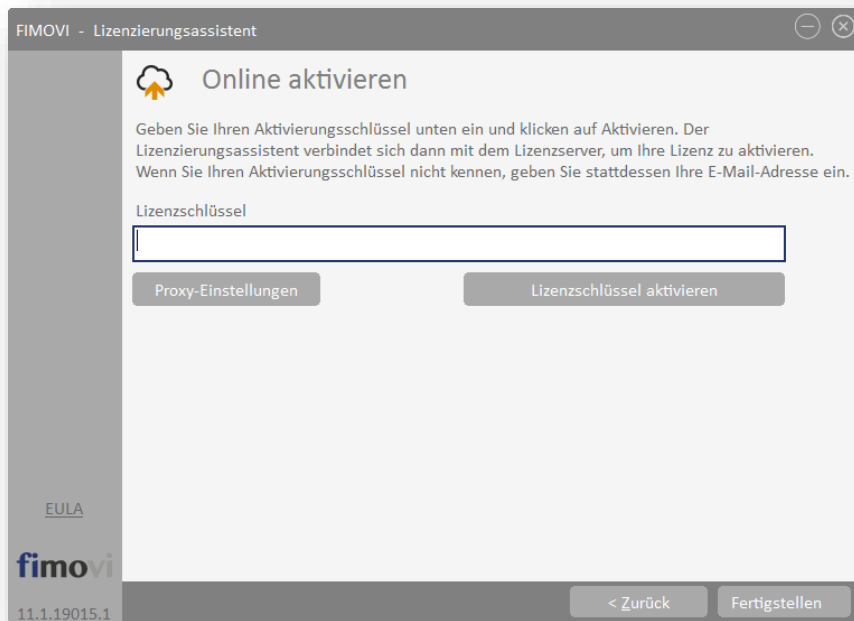 FIMOVI - Lizenzierungsassistent
Online aktivieren
Geben Sie Ihren Aktivierungsschlüssel unten ein und klicken auf Aktivieren. Der
Lizenzierungsassistent verbindet sich dann mit dem Lizenzserver, um Ihre Lizenz zu aktivieren.
Wenn Sie Ihren Aktivierungsschlüssel nicht kennen, geben Sie stattdessen Ihre E-Mail-Adresse ein.
Lizenzschlüssel
Proxy-Einstellungen
Lizenzschlüssel aktivieren
EULA
fimovi
11.1.19015.1
< Zurück
Fertigstellen